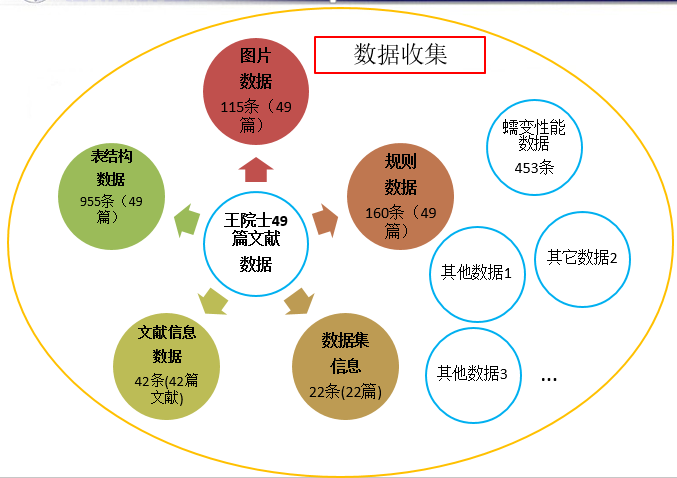 数据收集
图片
数据
115条（49
篇）
表结构
数据
955条（49
篇）
规则
数据
160条（49
篇）
王院士49
篇文献
数据
文献信息
数据
42条(42篇
文献)
数据集
信息
22条(22篇)
蠕变性能
数据
453条
其他数据1
其它数据2
其他数据3
...